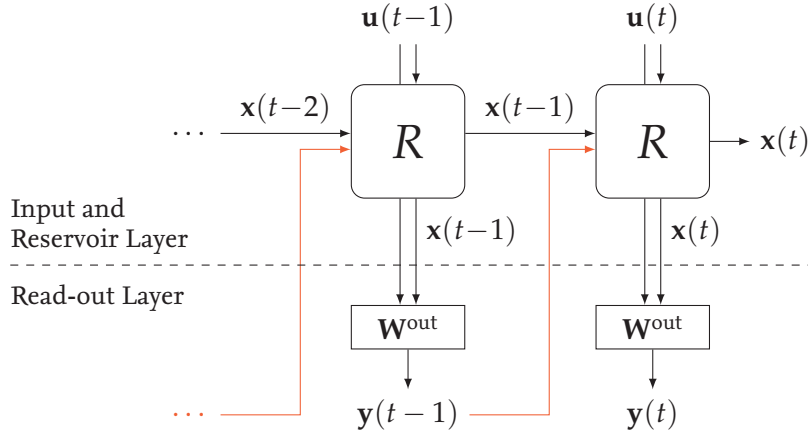 u(t−1) u(t)
x(t−2) x(t−1)
··· R R x(t)
Input and
Reservoir Layer
x(t−1) x(t)
Read-out Layer
W^out W^out
··· y(t−1) y(t)